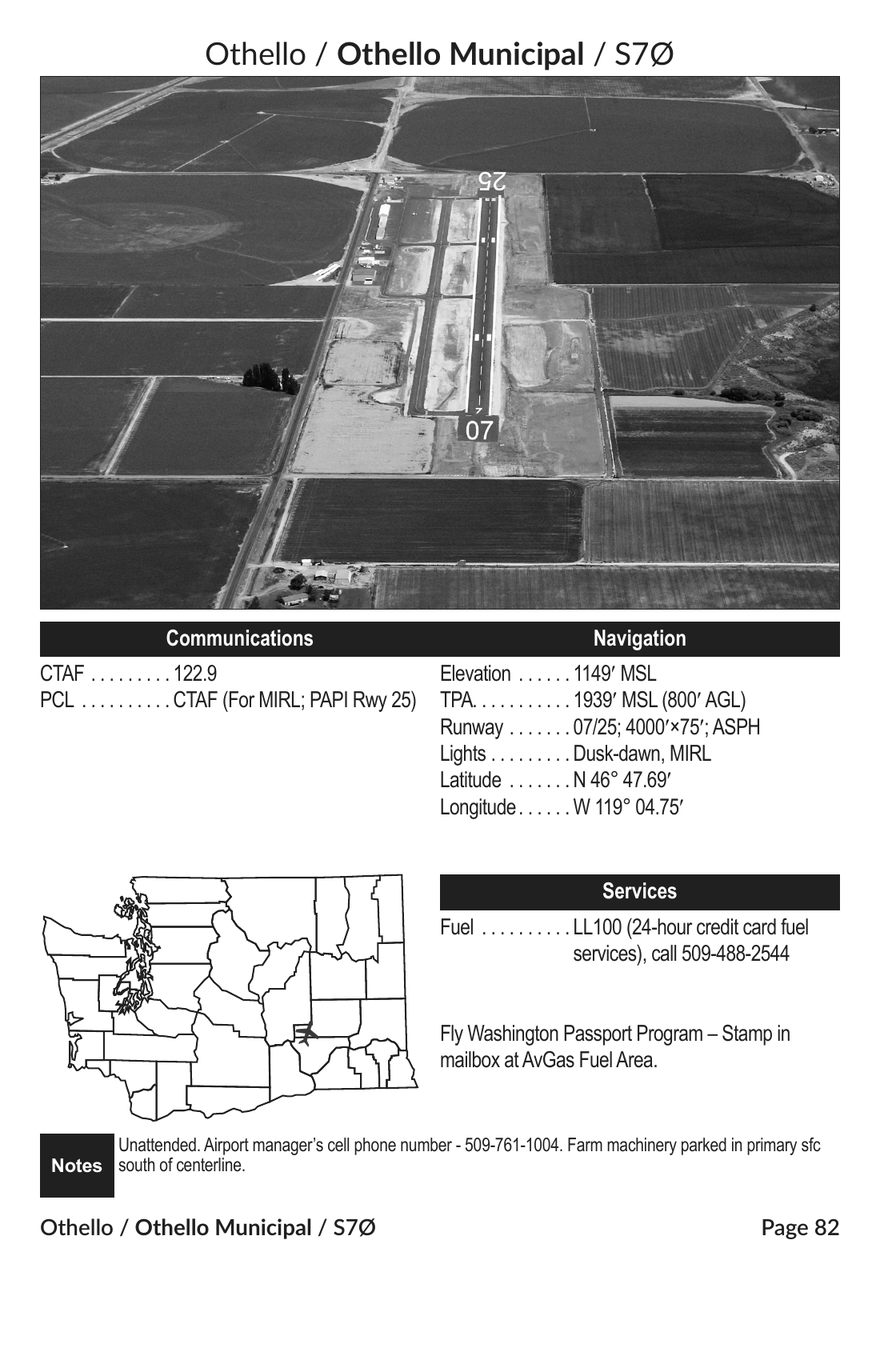 Othello / Othello Municipal / S7Ø
25
07
Communications
CTAF . . . . . . . . . 122.9
PCL . . . . . . . . . . CTAF (For MIRL; PAPI Rwy 25)
Navigation
Elevation . . . . . . 1149′ MSL
TPA. . . . . . . . . . . 1939′ MSL (800′ AGL)
Runway . . . . . . . 07/25; 4000′×75′; ASPH
Lights . . . . . . . . . Dusk-dawn, MIRL
Latitude . . . . . . . N 46° 47.69′
Longitude . . . . . . W 119° 04.75′
Services
Fuel . . . . . . . . . . LL100 (24-hour credit card fuel
services), call 509-488-2544
Fly Washington Passport Program – Stamp in
mailbox at AvGas Fuel Area.
Notes
Unattended. Airport manager’s cell phone number - 509-761-1004. Farm machinery parked in primary sfc
south of centerline.
Othello / Othello Municipal / S7Ø
Page 82